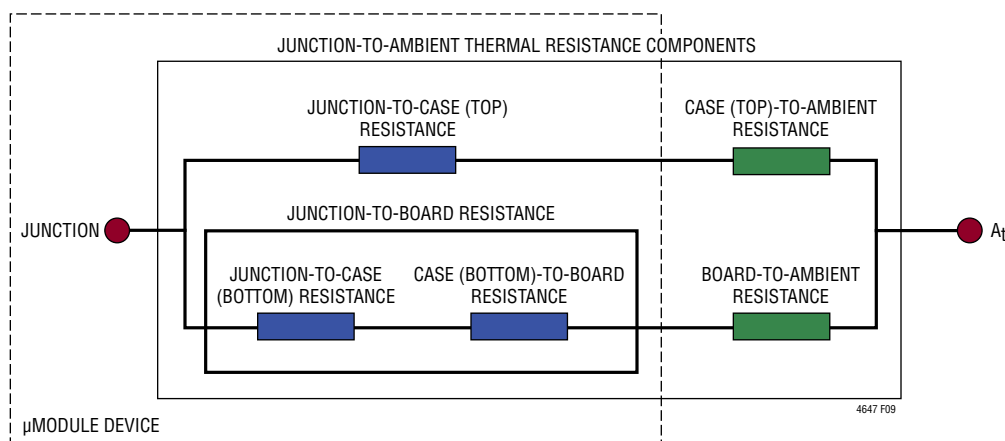 JUNCTION-TO-AMBIENT THERMAL RESISTANCE COMPONENTS
JUNCTION-TO-CASE (TOP)
RESISTANCE
CASE (TOP)-TO-AMBIENT
RESISTANCE
JUNCTION-TO-BOARD RESISTANCE
JUNCTION
At
JUNCTION-TO-CASE
(BOTTOM) RESISTANCE
CASE (BOTTOM)-TO-BOARD
RESISTANCE
BOARD-TO-AMBIENT
RESISTANCE
4647 F09
µMODULE DEVICE